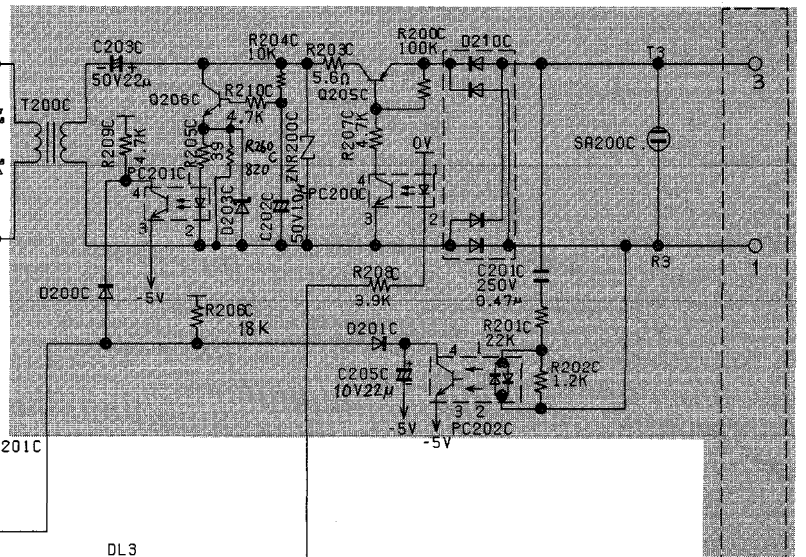 C203C
50V22μ
T200C
R209C
4.7K
PC201C
4
3
2
-5V
D200C
R206C
18K
Q206C
R210C
4.7K
R205C
39
R260
C
820
D203C
C202C
50V10μ
ZNR200C
R204C
10K
R203C
5.6Ω
Q205C
R200C
100K
R207C
4.7K
PC200C
4
3
2
0V
D210C
T3
3
SA200C
R3
1
R208C
3.9K
C201C
250V
0.47μ
R201C
22K
R202C
1.2K
D201C
C205C
10V22μ
-5V
4
3 2
PC202C
-5V
201C
DL3